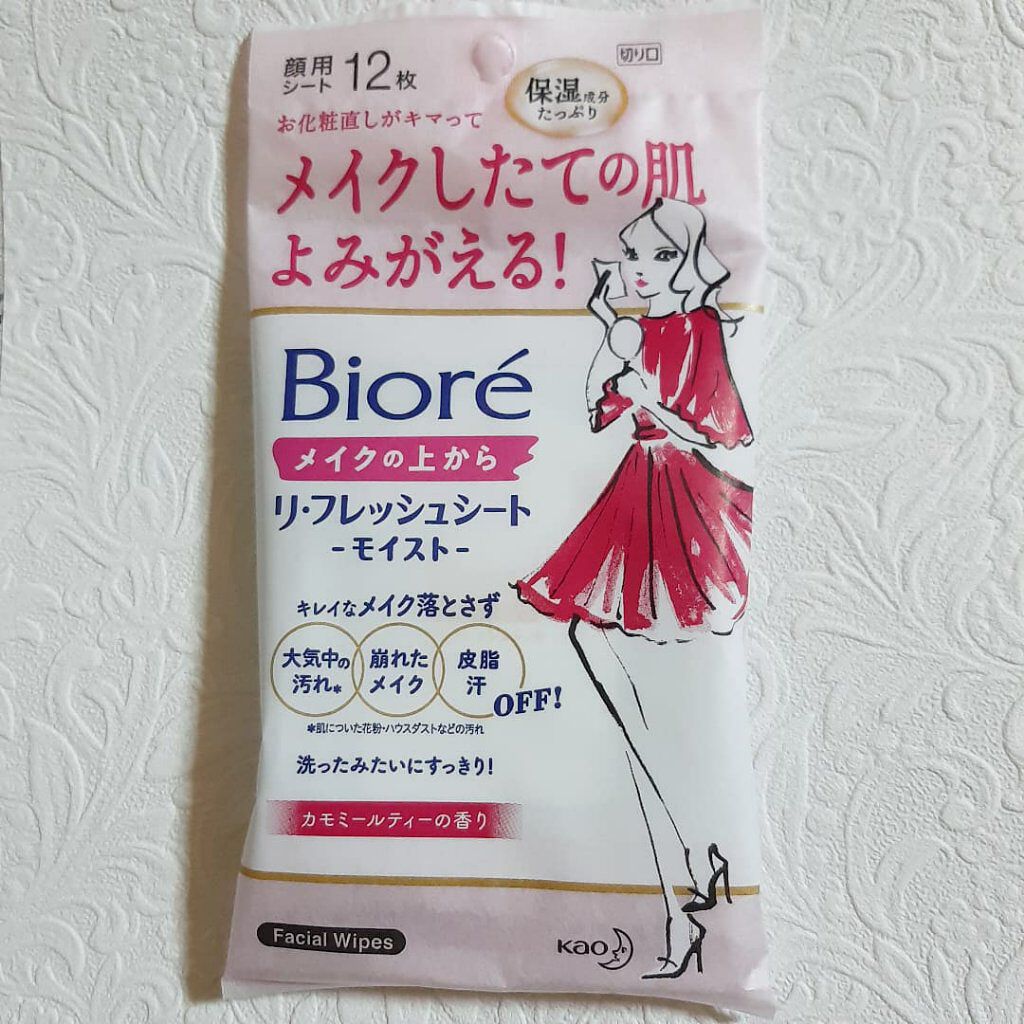 顔用
シート 12枚
切り口
保湿成分
たっぷり
お化粧直しがキマって
メイクしたての肌
よみがえる!
Bioré
メイクの上から
リ・フレッシュシート
-モイスト-
キレイなメイク落とさず
大気中の
汚れ*
崩れた
メイク
皮脂
汗
OFF!
*肌についた花粉・ハウスダストなどの汚れ
洗ったみたいにすっきり!
カモミールティーの香り
Facial Wipes
Kao